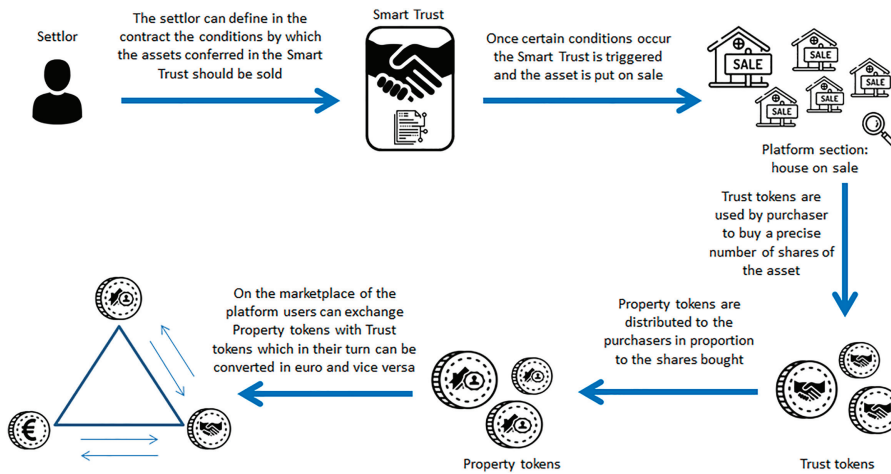 Settlor
The settlor can define in the
contract the conditions by which
the assets conferred in the Smart
Trust should be sold
Smart Trust
Once certain conditions occur
the Smart Trust is triggered
and the asset is put on sale
SALE
SALE
SALE
SALE
SALE
Platform section:
house on sale
Trust tokens are
used by purchaser
to buy a precise
number of shares of
the asset
Property tokens are
distributed to the
purchasers in proportion
to the shares bought
On the marketplace of the
platform users can exchange
Property tokens with Trust
tokens which in their turn can be
converted in euro and vice versa
€
Property tokens
Trust tokens